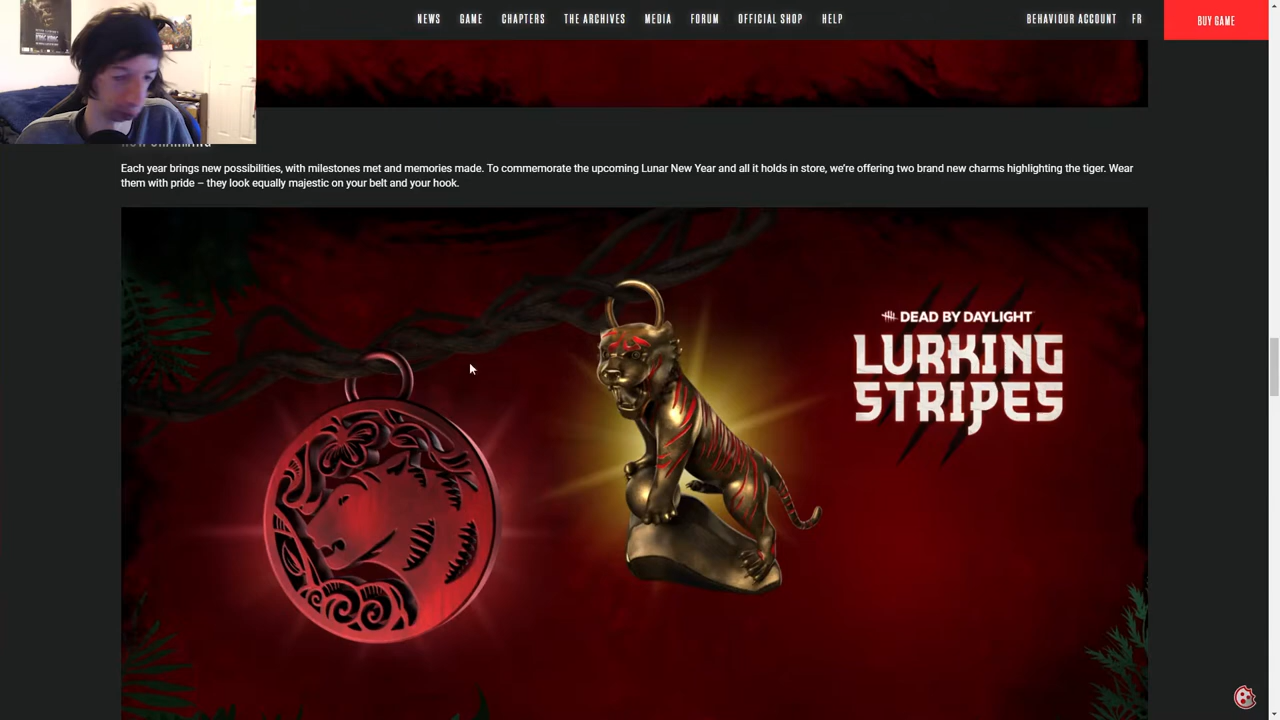 NEWS GAME CHAPTERS THE ARCHIVES MEDIA FORUM OFFICIAL SHOP HELP BEHAVIOUR ACCOUNT FR BUY GAME
Each year brings new possibilities, with milestones met and memories made. To commemorate the upcoming Lunar New Year and all it holds in store, we're offering two brand new charms highlighting the tiger. Wear
them with pride – they look equally majestic on your belt and your hook.
DEAD BY DAYLIGHT
LURKING
STRIPES